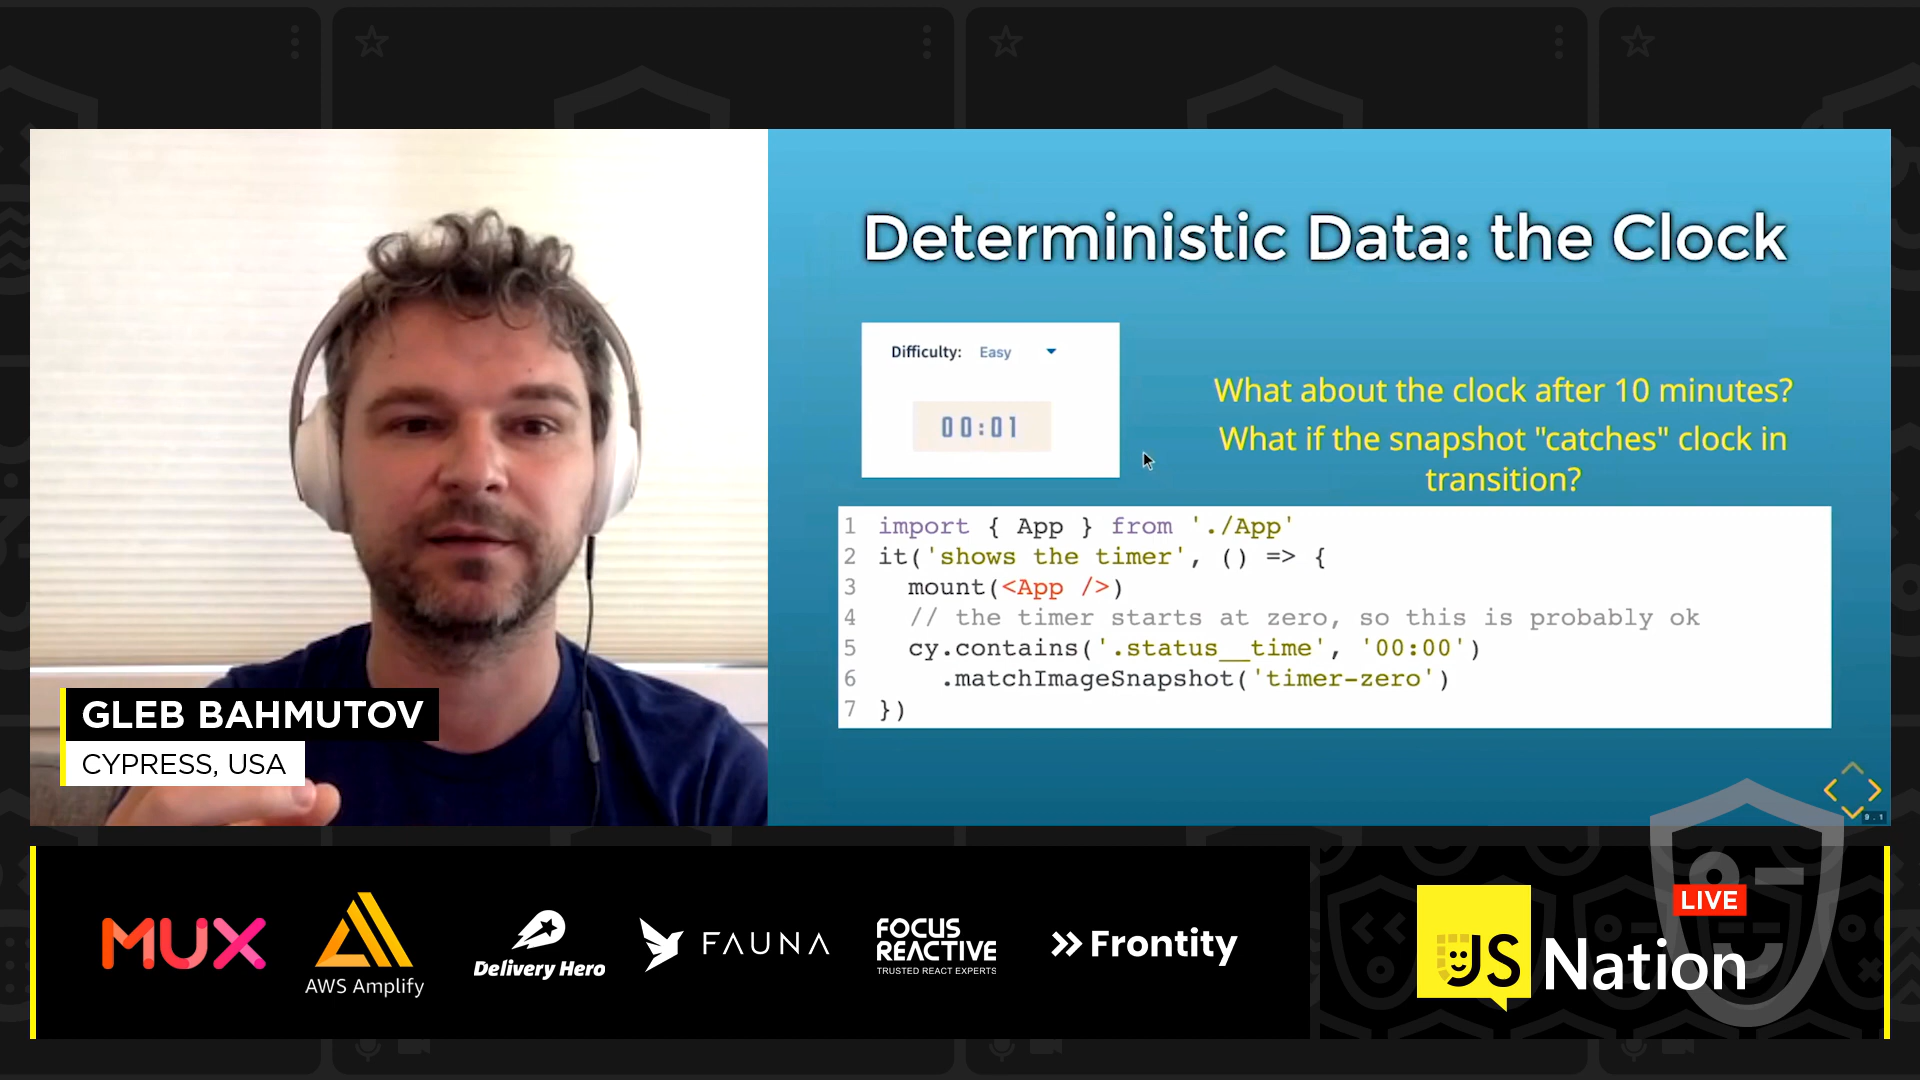 Deterministic Data: the Clock
Difficulty: Easy
00:01
What about the clock after 10 minutes?
What if the snapshot "catches" clock in
transition?
1 import { App } from './App'
2 it('shows the timer', () => {
3 mount(<App />)
4 // the timer starts at zero, so this is probably ok
5 cy.contains('.status__time', '00:00')
6 .matchImageSnapshot('timer-zero')
7 })
9.1
GLEB BAHMUTOV
CYPRESS, USA
MUX
AWS Amplify
Delivery Hero
FAUNA
FOCUS
REACTIVE
TRUSTED REACT EXPERTS
Frontity
LIVE
JS Nation